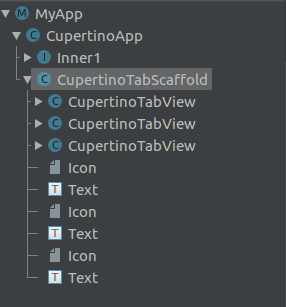 MyApp
CupertinoApp
Inner1
CupertinoTabScaffold
CupertinoTabView
CupertinoTabView
CupertinoTabView
Icon
Text
Icon
Text
Icon
Text